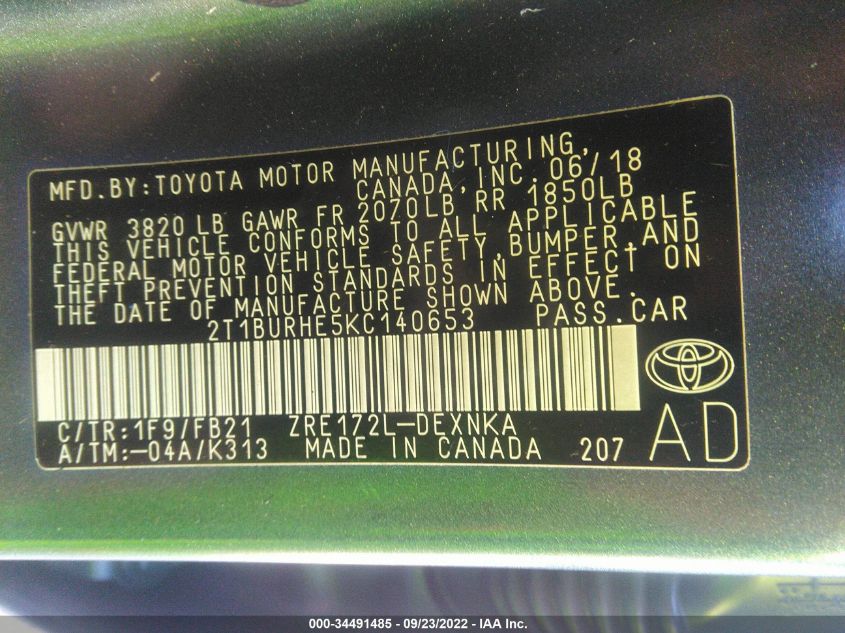 MFD.BY:TOYOTA MOTOR MANUFACTURING,
CANADA,INC.06/18
GVWR 3820 LB GAWR FR 2070LB RR 1850LB
THIS VEHICLE CONFORMS TO ALL APPLICABLE
FEDERAL MOTOR VEHICLE SAFETY,BUMPER,AND
THEFT PREVENTION STANDARDS IN EFFECT ON
THE DATE OF MANUFACTURE SHOWN ABOVE.
2T1BURHE5KC140653 PASS.CAR
C/TR:1F9/FB21 ZRE172L-DEXNKA
A/TM:-04A/K313 MADE IN CANADA 207 AD
000-34491485 - 09/23/2022 - IAA Inc.